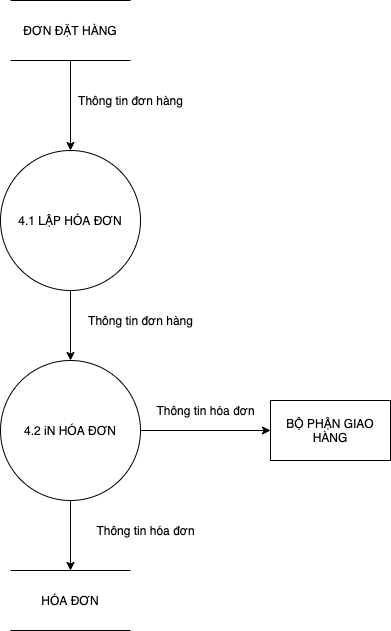 ĐƠN ĐẶT HÀNG
Thông tin đơn hàng
4.1 LẬP HÓA ĐƠN
Thông tin đơn hàng
4.2 iN HÓA ĐƠN
Thông tin hóa đơn
BỘ PHẬN GIAO
HÀNG
Thông tin hóa đơn
HÓA ĐƠN